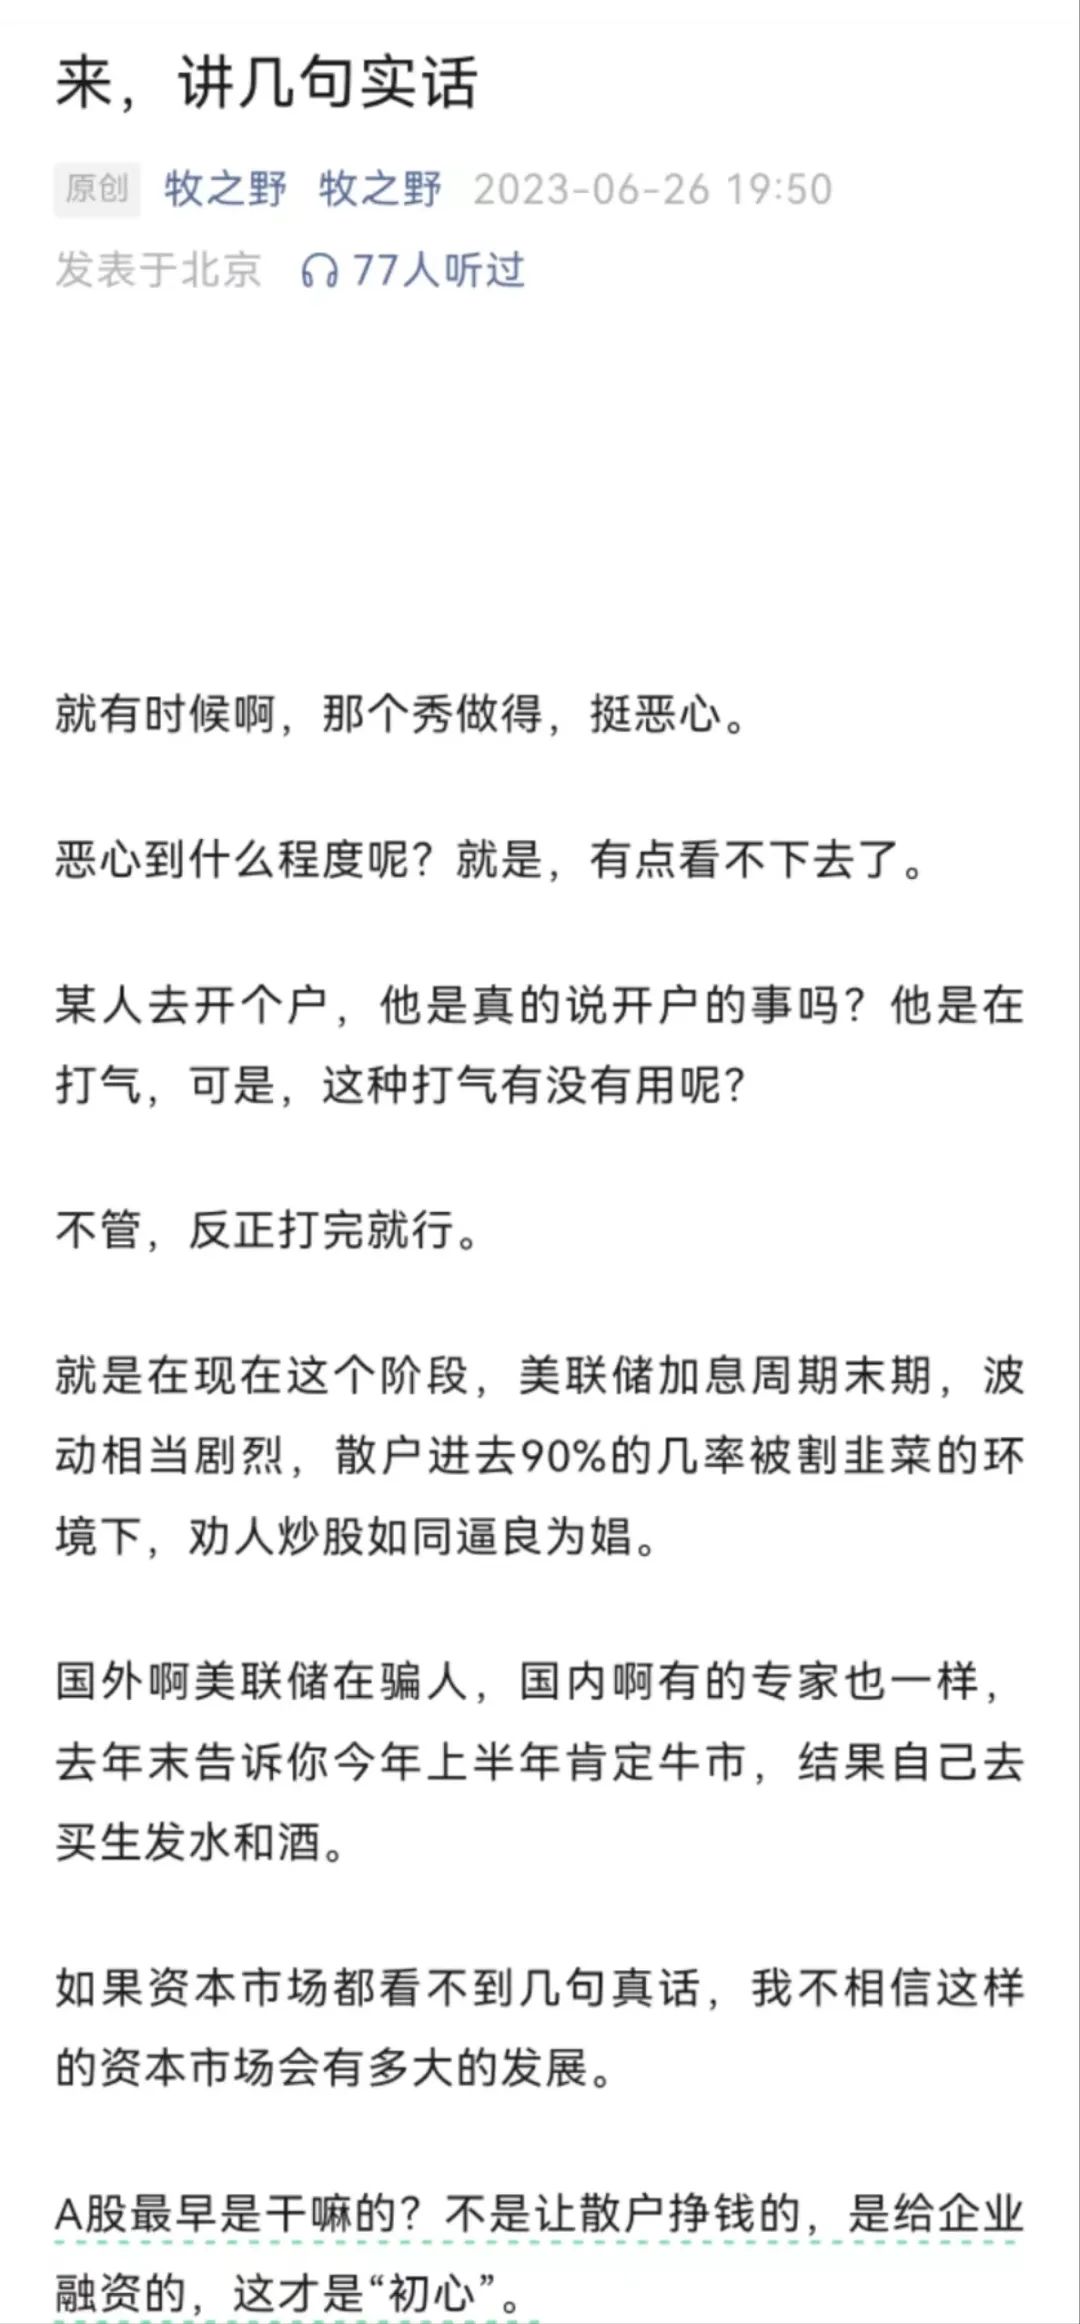 来，讲几句实话
原创 牧之野 牧之野 2023-06-26 19:50
发表于北京 77人听过
就有时候啊，那个秀做得，挺恶心。
恶心到什么程度呢？就是，有点看不下去了。
某人去开个户，他是真的说开户的事吗？他是在
打气，可是，这种打气有没有用呢？
不管，反正打完就行。
就是在现在这个阶段，美联储加息周期末期，波
动相当剧烈，散户进去90%的几率被割韭菜的环
境下，劝人炒股如同逼良为娼。
国外啊美联储在骗人，国内啊有的专家也一样，
去年末告诉你今年上半年肯定牛市，结果自己去
买生发水和酒。
如果资本市场都看不到几句真话，我不相信这样
的资本市场会有多大的发展。
A股最早是干嘛的？不是让散户挣钱的，是给企业
融资的，这才是“初心”。